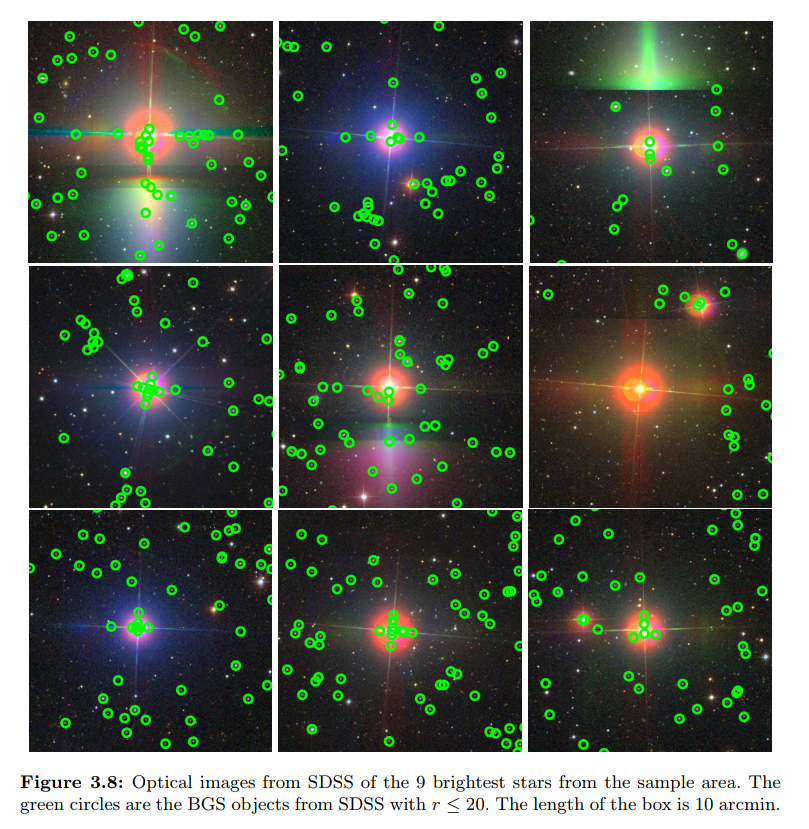 Figure 3.8: Optical images from SDSS of the 9 brightest stars from the sample area. The
green circles are the BGS objects from SDSS with r ≤ 20. The length of the box is 10 arcmin.